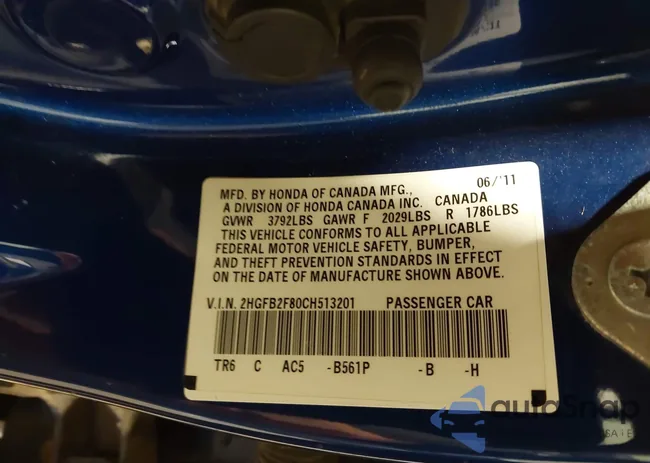 06/'11
MFD. BY HONDA OF CANADA MFG.,
A DIVISION OF HONDA CANADA INC. CANADA
GVWR 3792LBS GAWR F 2029LBS R 1786LBS
THIS VEHICLE CONFORMS TO ALL APPLICABLE
FEDERAL MOTOR VEHICLE SAFETY, BUMPER,
AND THEFT PREVENTION STANDARDS IN EFFECT
ON THE DATE OF MANUFACTURE SHOWN ABOVE.
V.I.N. 2HGFB2F80CH513201 PASSENGER CAR
TR6 C AC5 -B561P -B -H
autoSnap